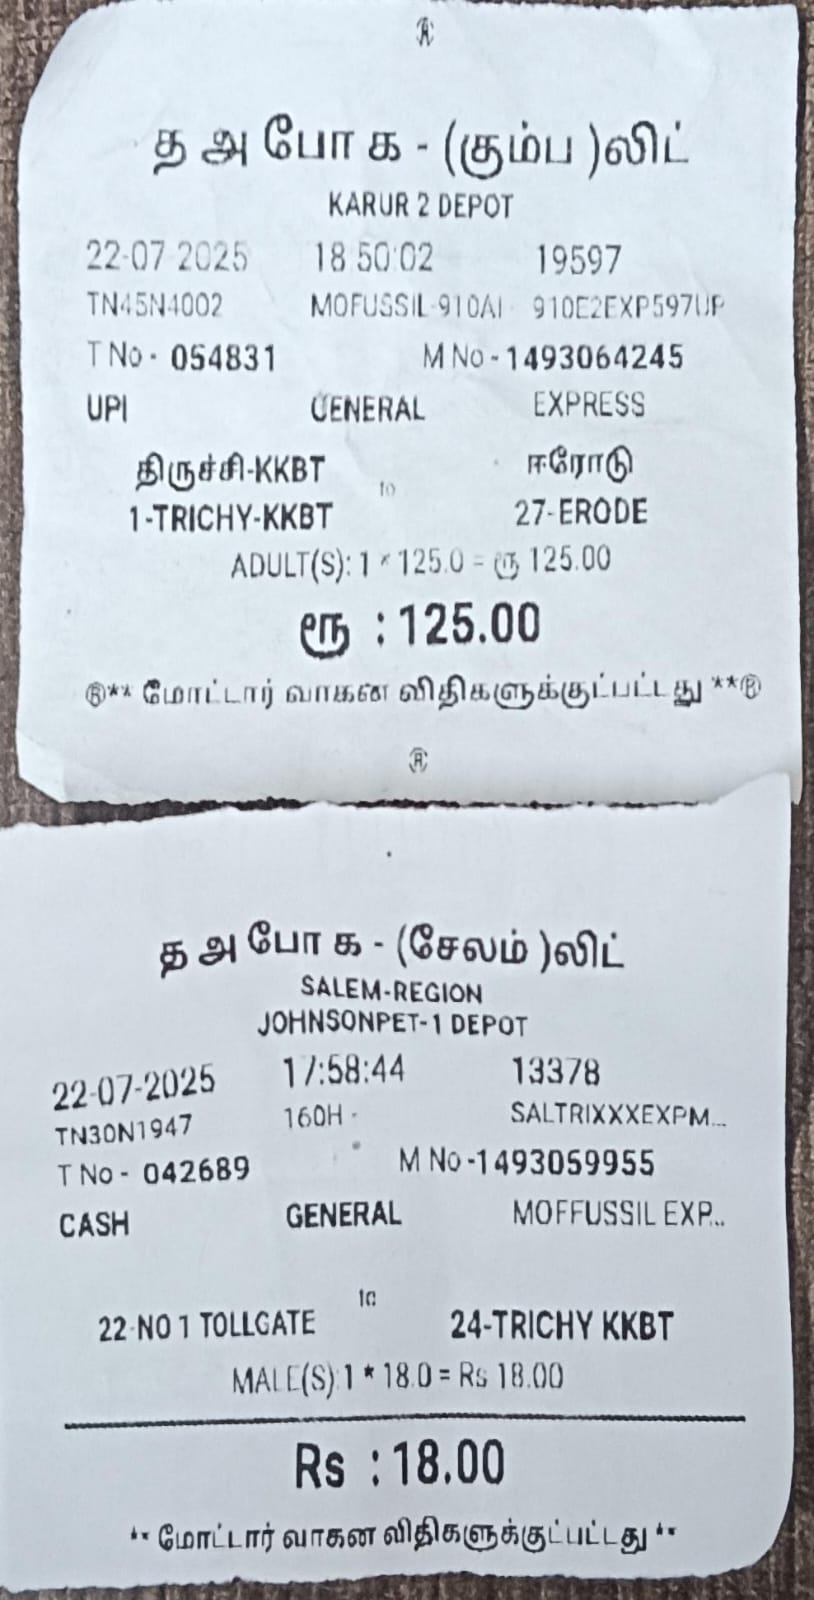 த அ போ க - (கும்ப )லிட்
KARUR 2 DEPOT
22-07-2025 18:50:02 19597
TN45N4002 MOFUSSIL-910AI 910E2EXP597UP
T No - 054831 M No - 1493064245
UPI GENERAL EXPRESS
திருச்சி-KKBT ஈரோடு
to
1-TRICHY-KKBT 27-ERODE
ADULT(S): 1 * 125.0 = ரூ 125.00
ரூ : 125.00
®** மோட்டார் வாகன விதிகளுக்குட்பட்டது **®
த அ போ க - (சேலம் )லிட்
SALEM-REGION
JOHNSONPET-1 DEPOT
22-07-2025 17:58:44 13378
TN30N1947 160H - SALTRIXXXEXPM...
T No - 042689 M No -1493059955
CASH GENERAL MOFFUSSIL EXP...
to
22-NO 1 TOLLGATE 24-TRICHY KKBT
MALE(S):1 * 18.0 = Rs 18.00
Rs : 18.00
** மோட்டார் வாகன விதிகளுக்குட்பட்டது **